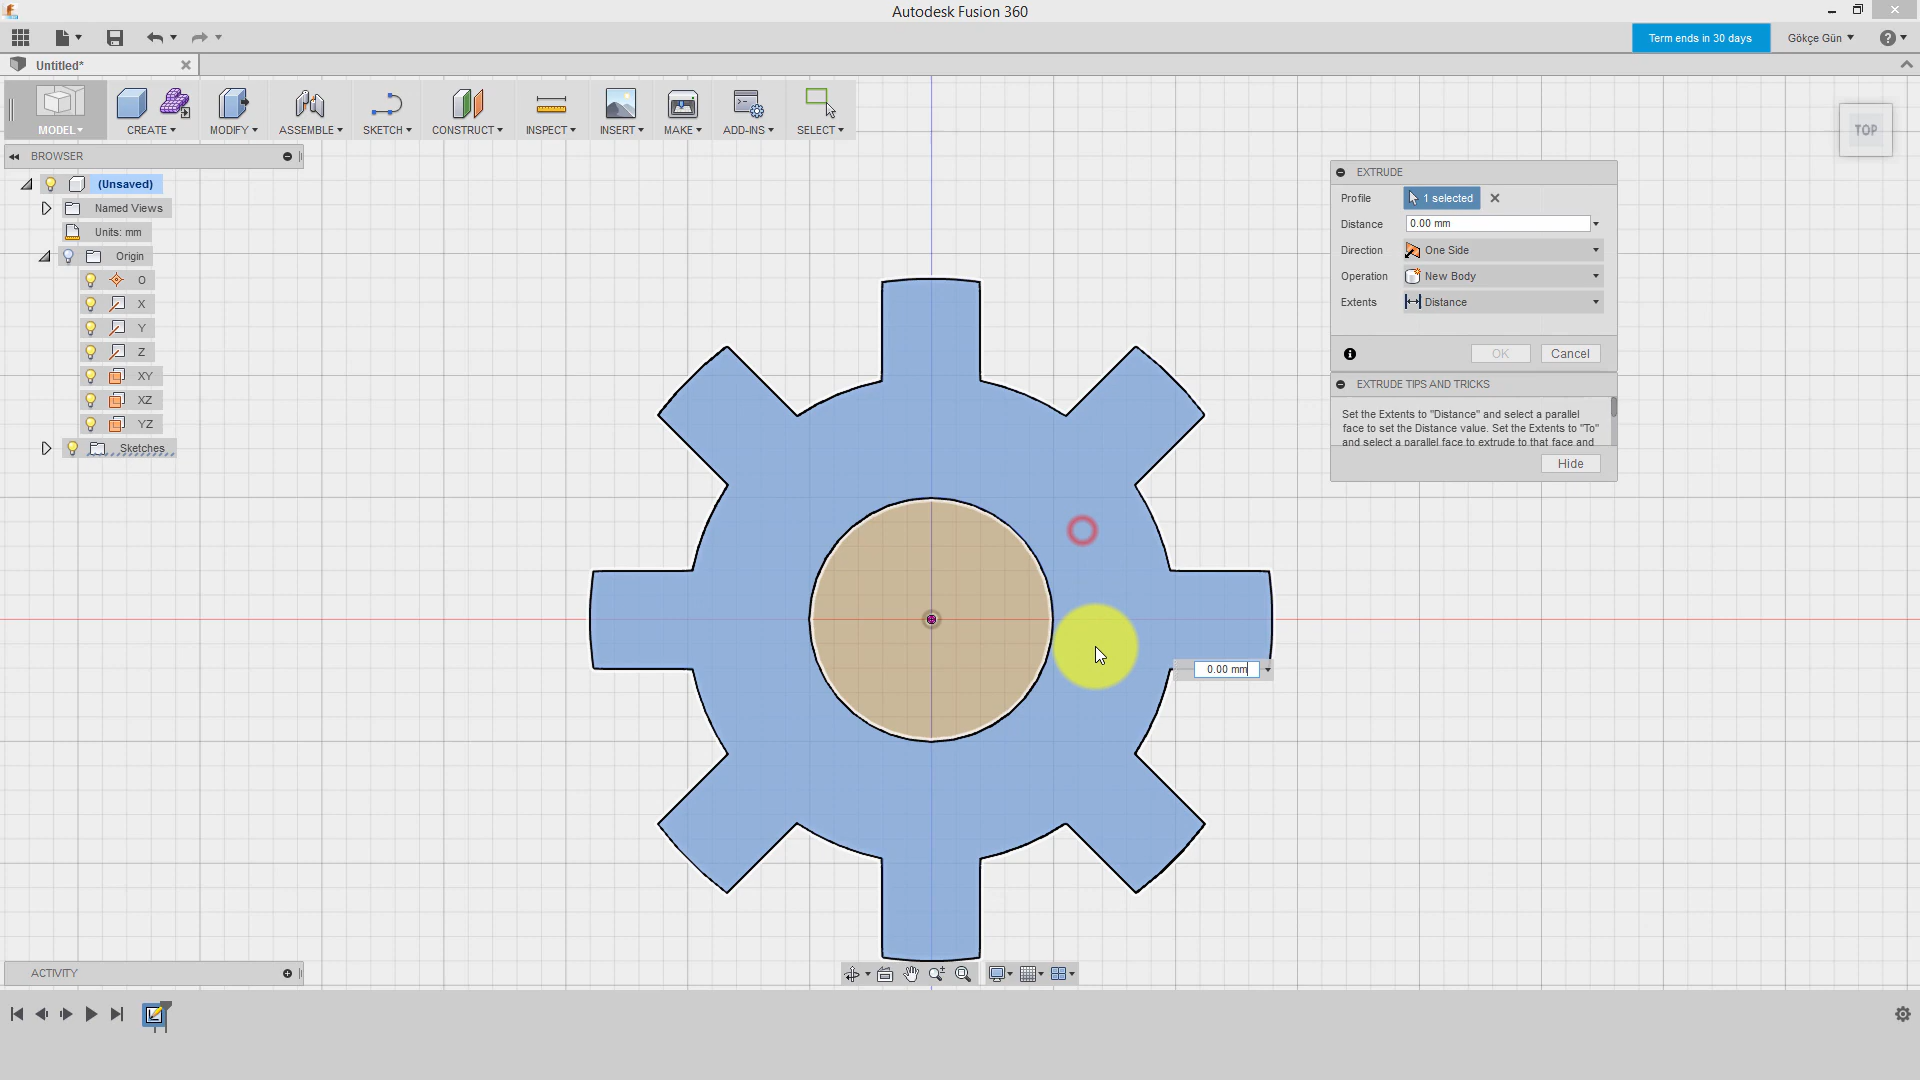 Autodesk Fusion 360
Term ends in 30 days
Gökçe Gün
Untitled*
MODEL
CREATE
MODIFY
ASSEMBLE
SKETCH
CONSTRUCT
INSPECT
INSERT
MAKE
ADD-INS
SELECT
TOP
BROWSER
(Unsaved)
Named Views
Units: mm
Origin
O
X
Y
Z
XY
XZ
YZ
Sketches
EXTRUDE
Profile 1 selected
Distance 0.00 mm
Direction One Side
Operation New Body
Extents Distance
OK Cancel
EXTRUDE TIPS AND TRICKS
Set the Extents to "Distance" and select a parallel
face to set the Distance value. Set the Extents to "To"
and select a parallel face to extrude to that face and
Hide
0.00 mm
ACTIVITY